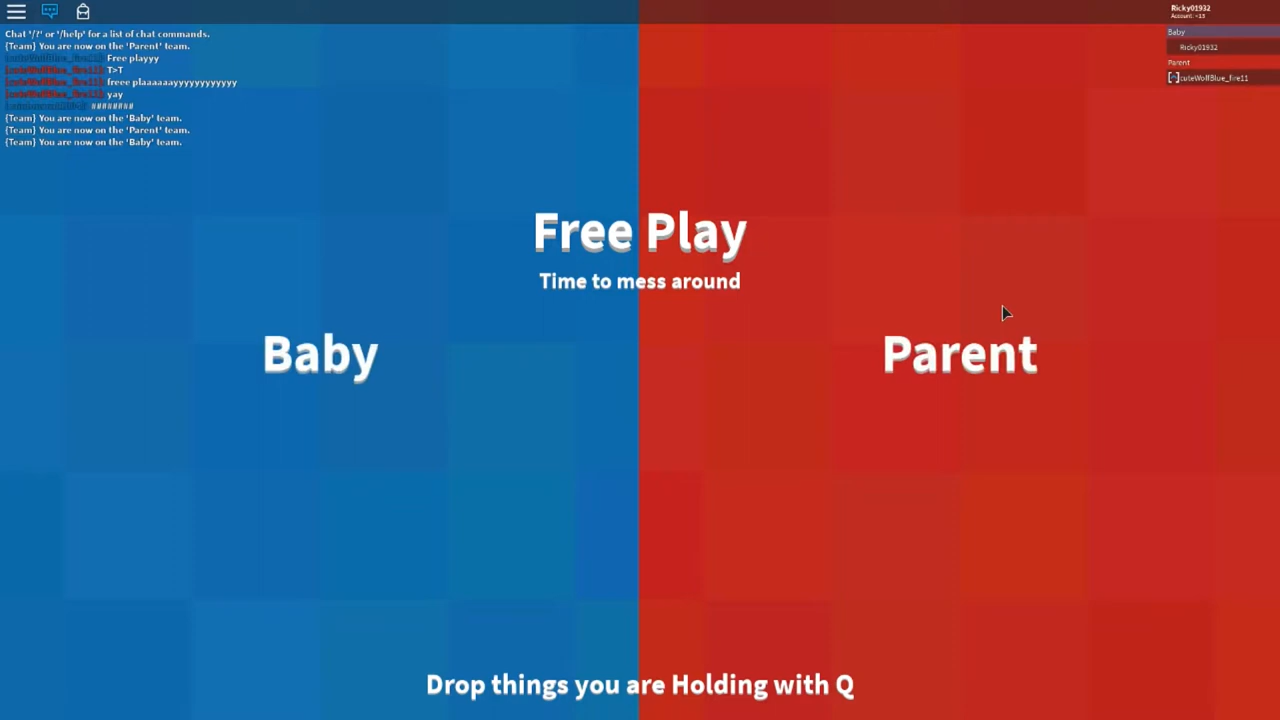 Ricky01932
Account: <13
Chat '/?' or '/help' for a list of chat commands.
{Team} You are now on the 'Parent' team.
Free playyy
T>T
freee plaaaaaayyyyyyyyyyy
yay
########
{Team} You are now on the 'Baby' team.
{Team} You are now on the 'Parent' team.
{Team} You are now on the 'Baby' team.
Baby
Ricky01932
Parent
cuteWolfBlue_fire11
Free Play
Time to mess around
Baby
Parent
Drop things you are Holding with Q